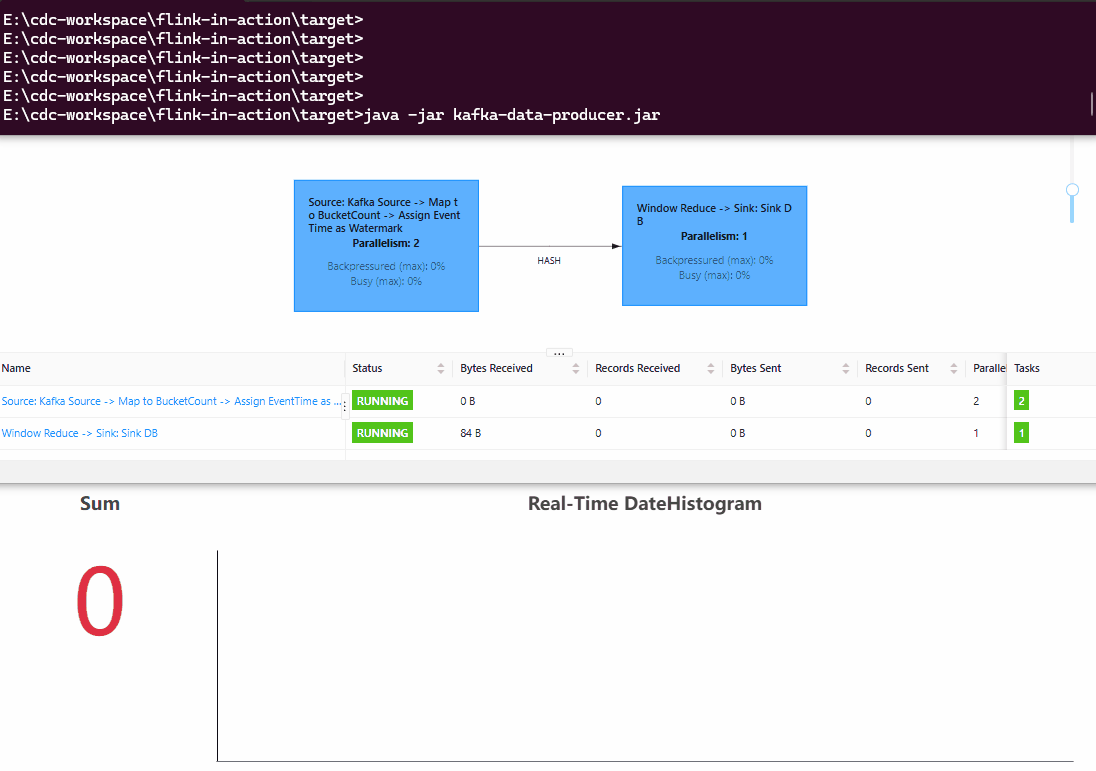 E:\cdc-workspace\flink-in-action\target>
E:\cdc-workspace\flink-in-action\target>
E:\cdc-workspace\flink-in-action\target>
E:\cdc-workspace\flink-in-action\target>
E:\cdc-workspace\flink-in-action\target>
E:\cdc-workspace\flink-in-action\target>java -jar kafka-data-producer.jar
Source: Kafka Source -> Map t
o BucketCount -> Assign Event
Time as Watermark
Parallelism: 2
Backpressured (max): 0%
Busy (max): 0%
HASH
Window Reduce -> Sink: Sink D
B
Parallelism: 1
Backpressured (max): 0%
Busy (max): 0%
...
Name Status Bytes Received Records Received Bytes Sent Records Sent Paralle Tasks
Source: Kafka Source -> Map to BucketCount -> Assign EventTime as ... RUNNING 0 B 0 0 B 0 2 2
Window Reduce -> Sink: Sink DB RUNNING 84 B 0 0 B 0 1 1
Sum
Real-Time DateHistogram
0